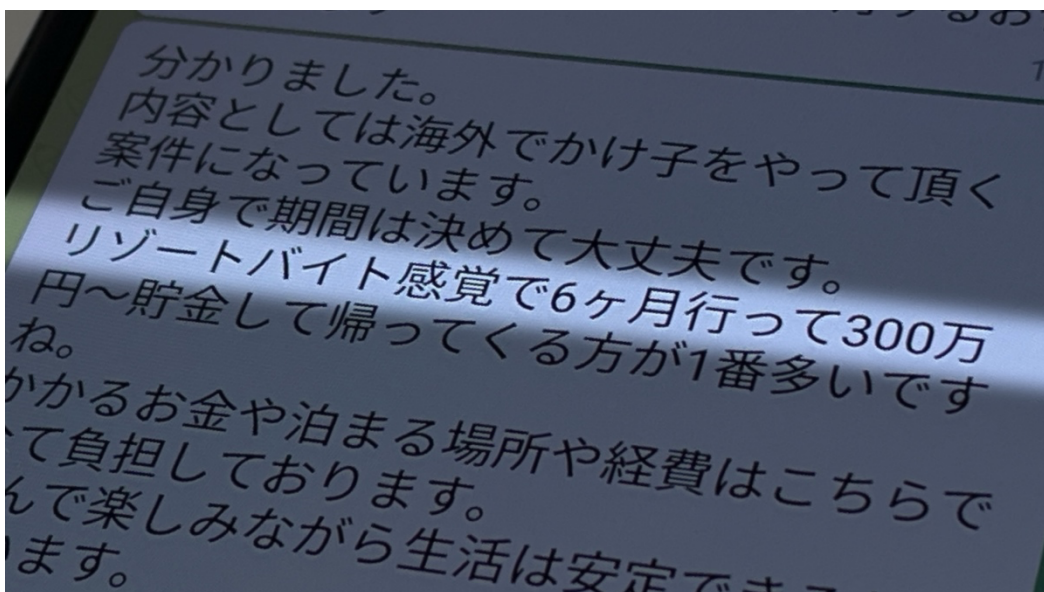 するお
分かりました。
内容としては海外でかけ子をやって頂く
案件になっています。
ご自身で期間は決めて大丈夫です。
リゾートバイト感覚で6ヶ月行って300万
円〜貯金して帰ってくる方が1番多いです
ね。
かかるお金や泊まる場所や経費はこちらで
て負担しております。
んで楽しみながら生活は安定でき
ます。